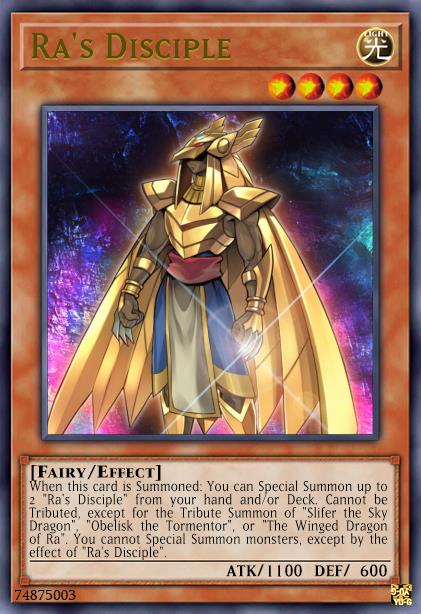 Ra's Disciple
LIGHT
光
[Fairy/Effect]
When this card is Summoned: You can Special Summon up to
2 "Ra's Disciple" from your hand and/or Deck. Cannot be
Tributed, except for the Tribute Summon of "Slifer the Sky
Dragon", "Obelisk the Tormentor", or "The Winged Dragon
of Ra". You cannot Special Summon monsters, except by the
effect of "Ra's Disciple".
ATK/1100 DEF/ 600
74875003